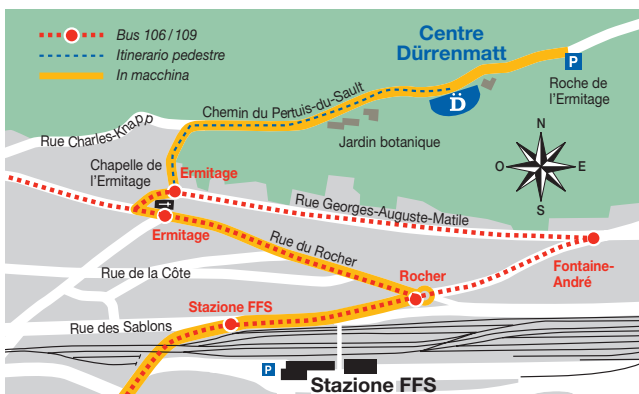 Bus 106 / 109
Itinerario pedestre
In macchina
Centre
Dürrenmatt
P
Roche de
l'Ermitage
D̈
Chemin du Pertuis-du-Sault
Jardin botanique
Rue Charles-Knapp
Chapelle de
l'Ermitage
Ermitage
N
O
E
S
Rue Georges-Auguste-Matile
Ermitage
Rue du Rocher
Rue de la Côte
Rocher
Fontaine-
André
Stazione FFS
Rue des Sablons
P
Stazione FFS